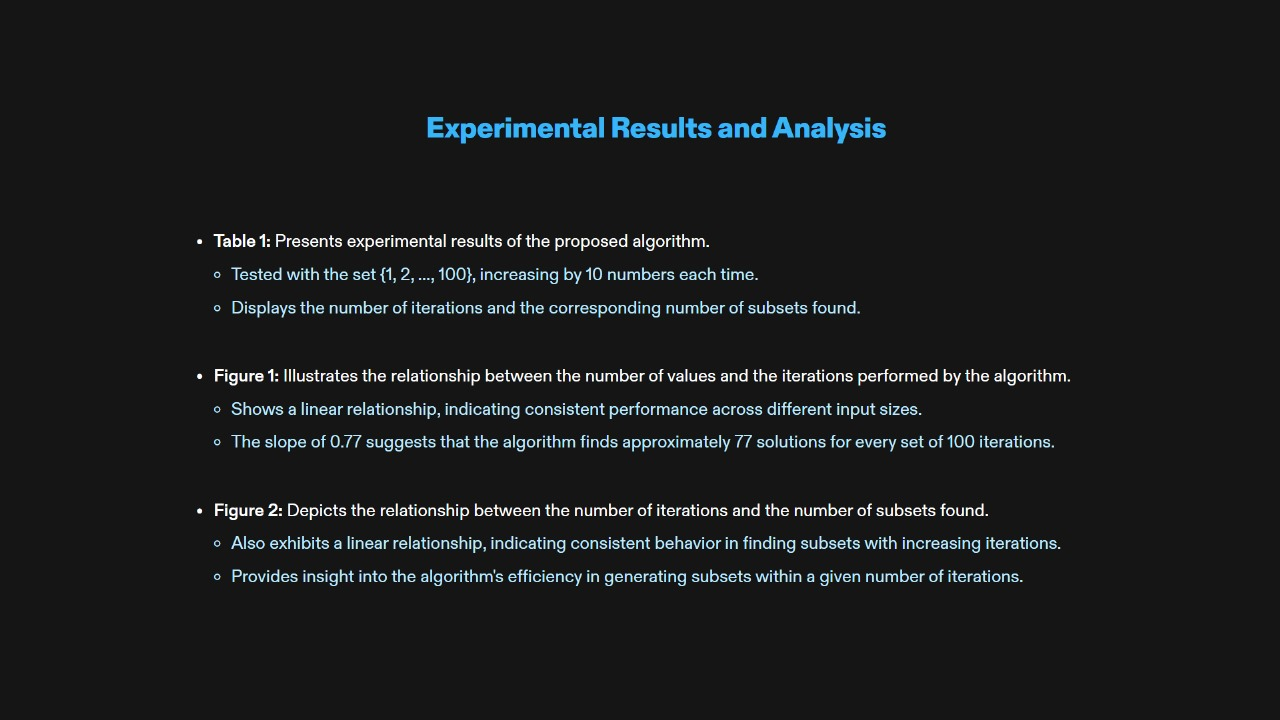 Experimental Results and Analysis
• Table 1: Presents experimental results of the proposed algorithm.
◦ Tested with the set {1, 2, ..., 100}, increasing by 10 numbers each time.
◦ Displays the number of iterations and the corresponding number of subsets found.
• Figure 1: Illustrates the relationship between the number of values and the iterations performed by the algorithm.
◦ Shows a linear relationship, indicating consistent performance across different input sizes.
◦ The slope of 0.77 suggests that the algorithm finds approximately 77 solutions for every set of 100 iterations.
• Figure 2: Depicts the relationship between the number of iterations and the number of subsets found.
◦ Also exhibits a linear relationship, indicating consistent behavior in finding subsets with increasing iterations.
◦ Provides insight into the algorithm's efficiency in generating subsets within a given number of iterations.